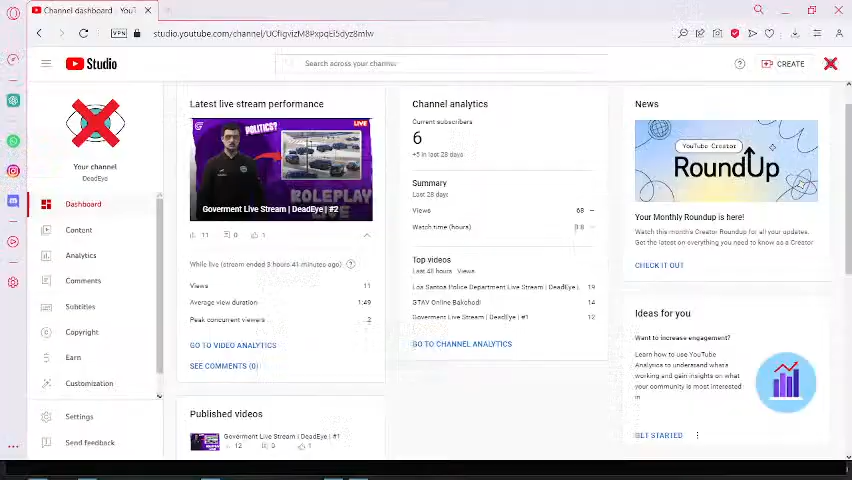 Channel dashboard - YouT
VPN
studio.youtube.com/channel/UCfIgvizM8PxpqEi5dyz8mlw
Studio
Search across your channel
CREATE
Your channel
DeadEye
Dashboard
Content
Analytics
Comments
Subtitles
Copyright
Earn
Customization
Settings
Send feedback
Latest live stream performance
POLITICS?
LIVE
ROLEPLAY
LIVE
Goverment Live Stream | DeadEye | #2
11 0 1
While live (stream ended 3 hours 41 minutes ago)
Views 11
Average view duration 1:49
Peak concurrent viewers 2
GO TO VIDEO ANALYTICS
SEE COMMENTS (0)
Published videos
Goverment Live Stream | DeadEye | #1
12 0 1
Channel analytics
Current subscribers
6
+5 in last 28 days
Summary
Last 28 days
Views 68 —
Watch time (hours) 3.8
Top videos
Last 48 hours · Views
Los Santos Police Department Live Stream | DeadEye | 19
GTAV Online Bakchodi 14
Goverment Live Stream | DeadEye | #1 12
GO TO CHANNEL ANALYTICS
News
YouTube Creator
RoundUp
Your Monthly Roundup is here!
Watch this month's Creator Roundup for all your updates.
Get the latest on everything you need to know as a Creator
CHECK IT OUT
Ideas for you
Want to increase engagement?
Learn how to use YouTube
Analytics to understand whats
working and gain insights on what
your community is most interested
in
GET STARTED